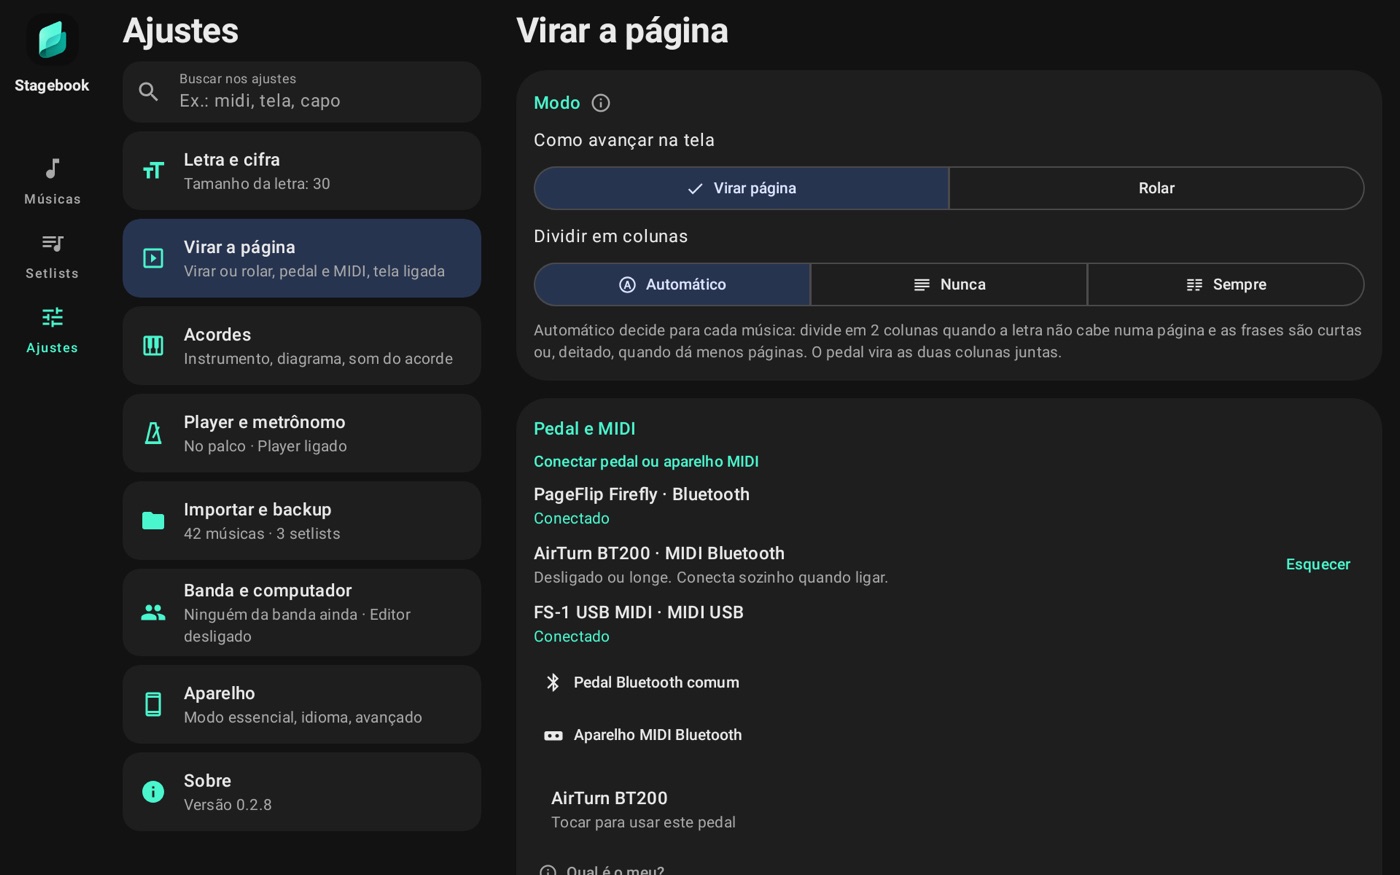 Stagebook
Músicas
Setlists
Ajustes
Ajustes
Buscar nos ajustes
Ex.: midi, tela, capo
Letra e cifra
Tamanho da letra: 30
Virar a página
Virar ou rolar, pedal e MIDI, tela ligada
Acordes
Instrumento, diagrama, som do acorde
Player e metrônomo
No palco · Player ligado
Importar e backup
42 músicas · 3 setlists
Banda e computador
Ninguém da banda ainda · Editor
desligado
Aparelho
Modo essencial, idioma, avançado
Sobre
Versão 0.2.8
Virar a página
Modo
Como avançar na tela
Virar página
Rolar
Dividir em colunas
Automático
Nunca
Sempre
Automático decide para cada música: divide em 2 colunas quando a letra não cabe numa página e as frases são curtas
ou, deitado, quando dá menos páginas. O pedal vira as duas colunas juntas.
Pedal e MIDI
Conectar pedal ou aparelho MIDI
PageFlip Firefly · Bluetooth
Conectado
AirTurn BT200 · MIDI Bluetooth
Desligado ou longe. Conecta sozinho quando ligar.
Esquecer
FS-1 USB MIDI · MIDI USB
Conectado
Pedal Bluetooth comum
Aparelho MIDI Bluetooth
AirTurn BT200
Tocar para usar este pedal
Qual é o meu?